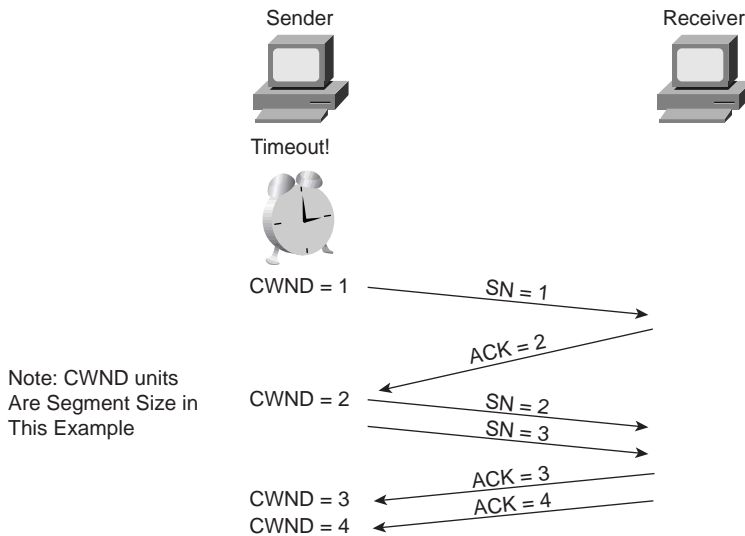 Sender
Receiver
Timeout!
CWND = 1
SN = 1
ACK = 2
Note: CWND units
Are Segment Size in
This Example
CWND = 2
SN = 2
SN = 3
ACK = 3
CWND = 3
ACK = 4
CWND = 4